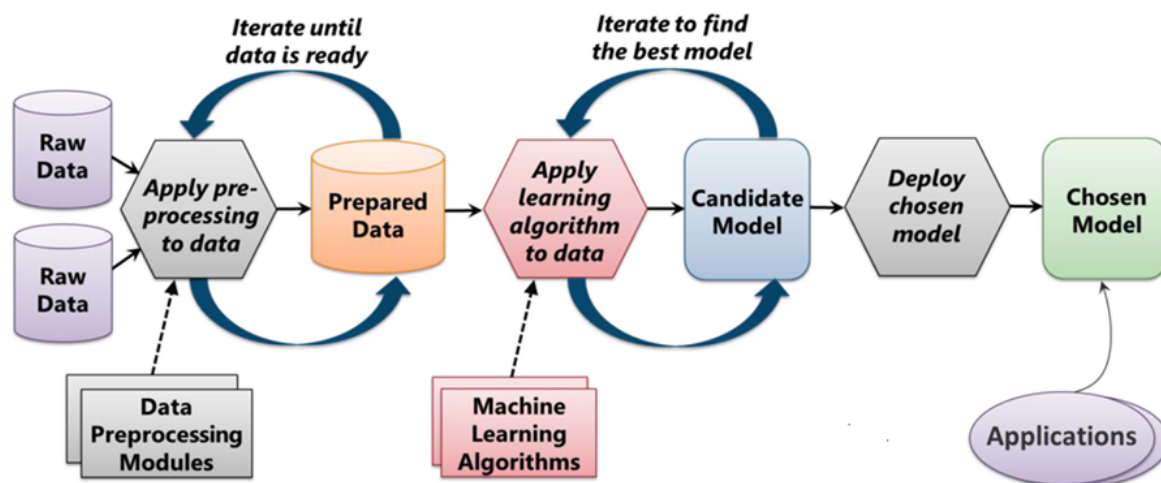 Iterate until
data is ready
Iterate to find
the best model
Raw
Data
Raw
Data
Apply pre-
processing
to data
Prepared
Data
Apply
learning
algorithm
to data
Candidate
Model
Deploy
chosen
model
Chosen
Model
Data
Preprocessing
Modules
Machine
Learning
Algorithms
Applications